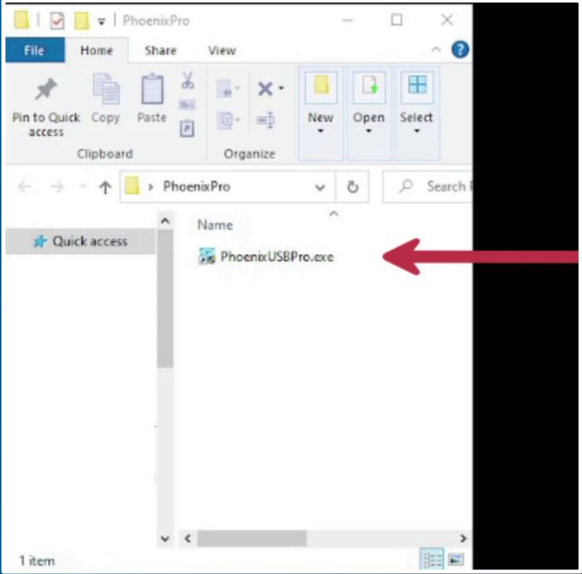 PhoenixPro
File Home Share View
Pin to Quick access Copy Paste New Open Select
Clipboard Organize
PhoenixPro Search
Name
Quick access
PhoenixUSBPro.exe
1 item